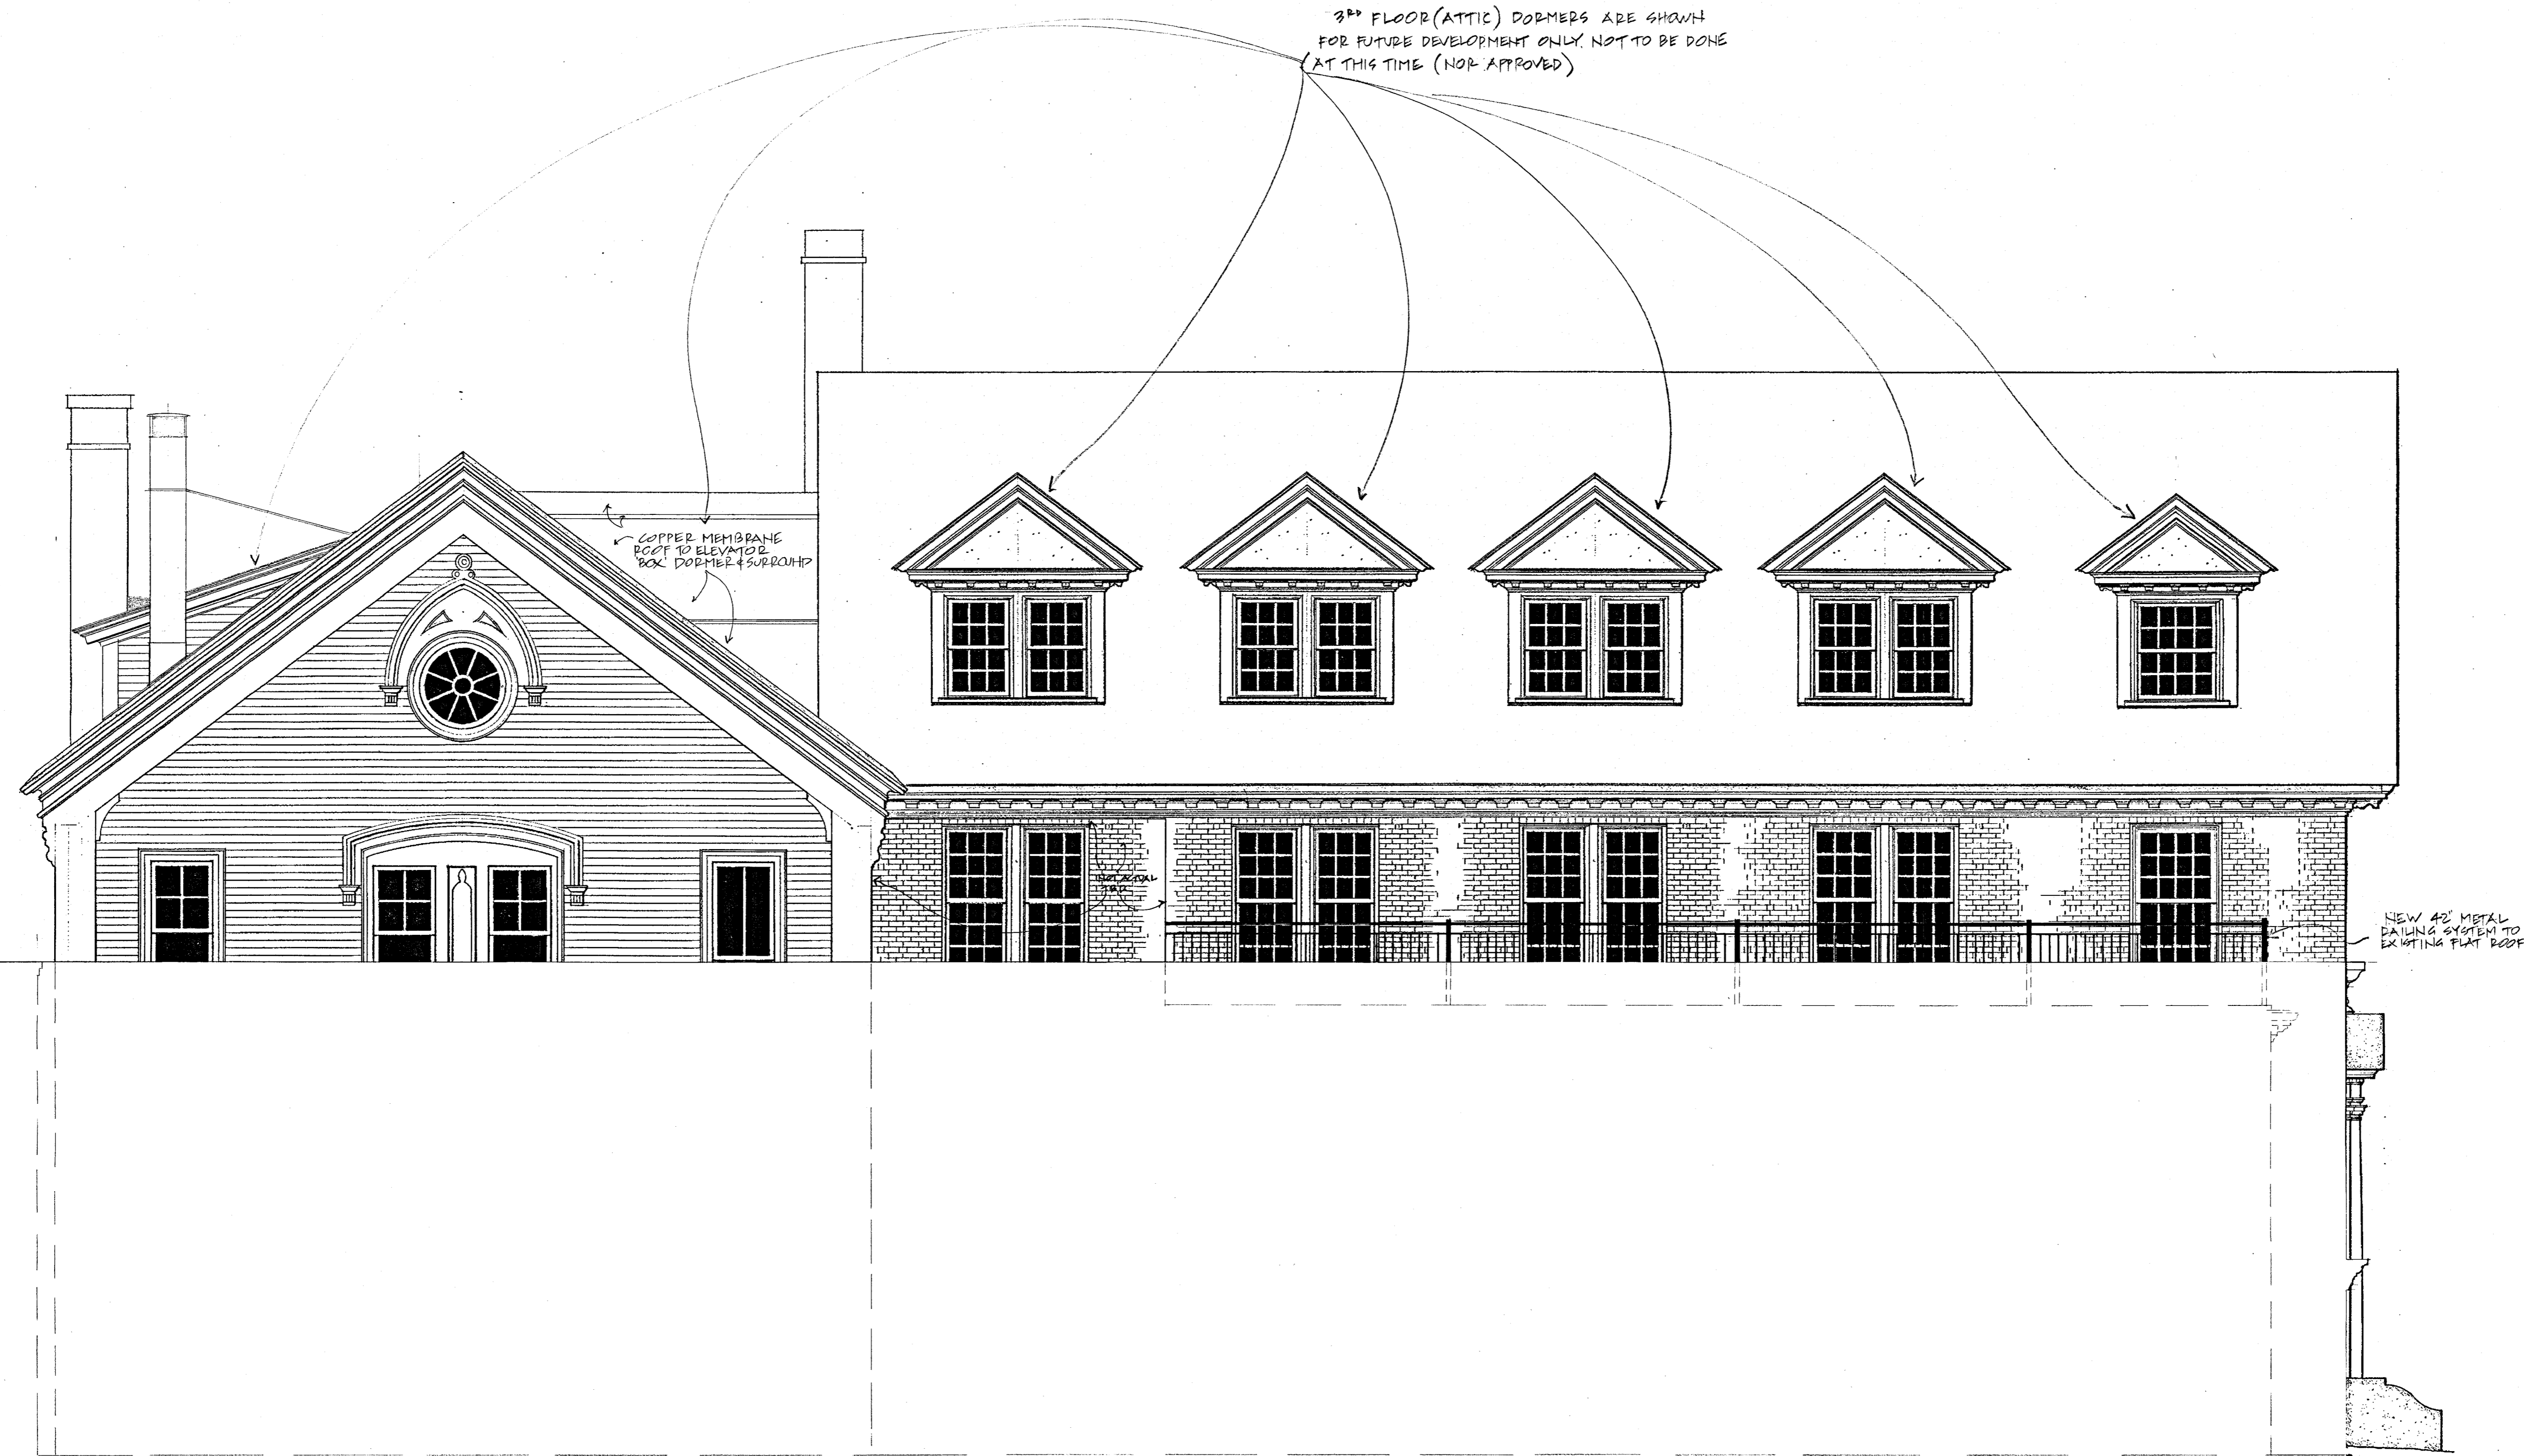 3RD FLOOR (ATTIC) DORMERS ARE SHOWN
FOR FUTURE DEVELOPMENT ONLY. NOT TO BE DONE
AT THIS TIME (NOR APPROVED)
COPPER MEMBRANE
ROOF TO ELEVATOR
'BOX' DORMER & SURROUND
NEW 42" METAL
RAILING SYSTEM TO
EXISTING FLAT ROOF